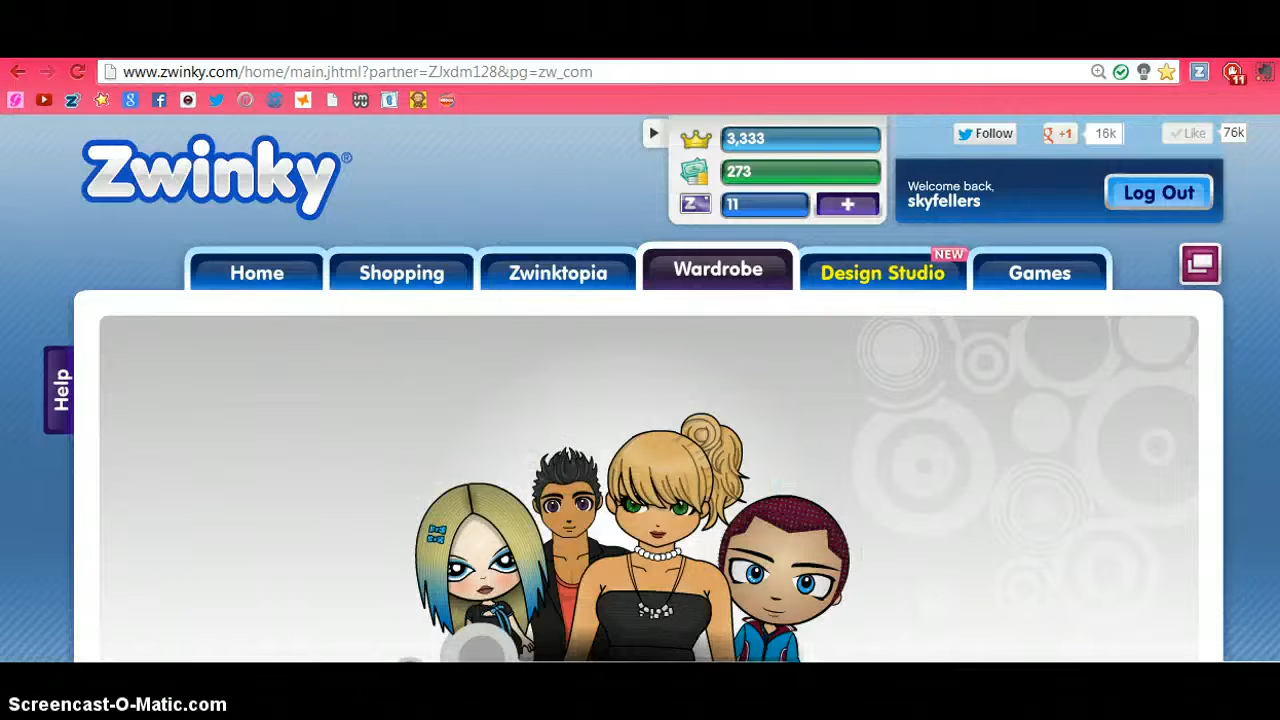 www.zwinky.com/home/main.jhtml?partner=ZJxdm128&pg=zw_com
11
Zwinky®
3,333
273
Z
11
+
Follow
g +1
16k
Like
76k
Welcome back,
skyfellers
Log Out
Home
Shopping
Zwinktopia
Wardrobe
Design Studio
NEW
Games
Help
Screencast-O-Matic.com